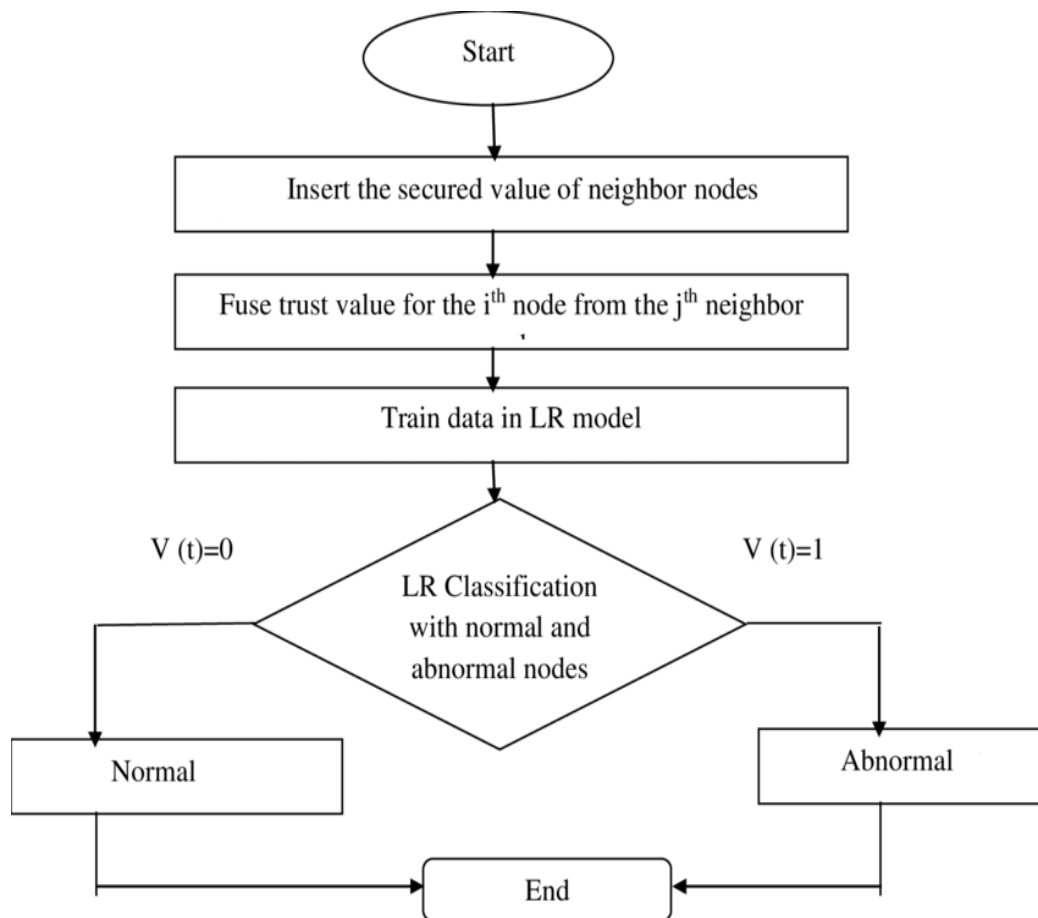 Start
Insert the secured value of neighbor nodes
Fuse trust value for the iᵗʰ node from the jᵗʰ neighbor
Train data in LR model
V (t)=0
V (t)=1
LR Classification
with normal and
abnormal nodes
Normal
Abnormal
End